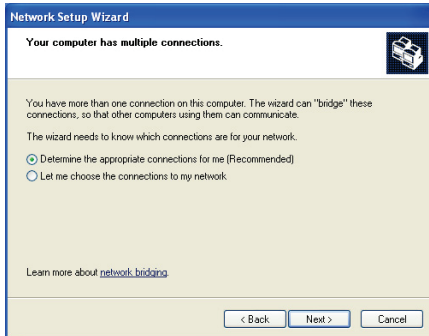 Network Setup Wizard
Your computer has multiple connections.
You have more than one connection on this computer. The wizard can "bridge" these
connections, so that other computers using them can communicate.
The wizard needs to know which connections are for your network.
Determine the appropriate connections for me (Recommended)
Let me choose the connections to my network
Learn more about network bridging.
< Back Next > Cancel